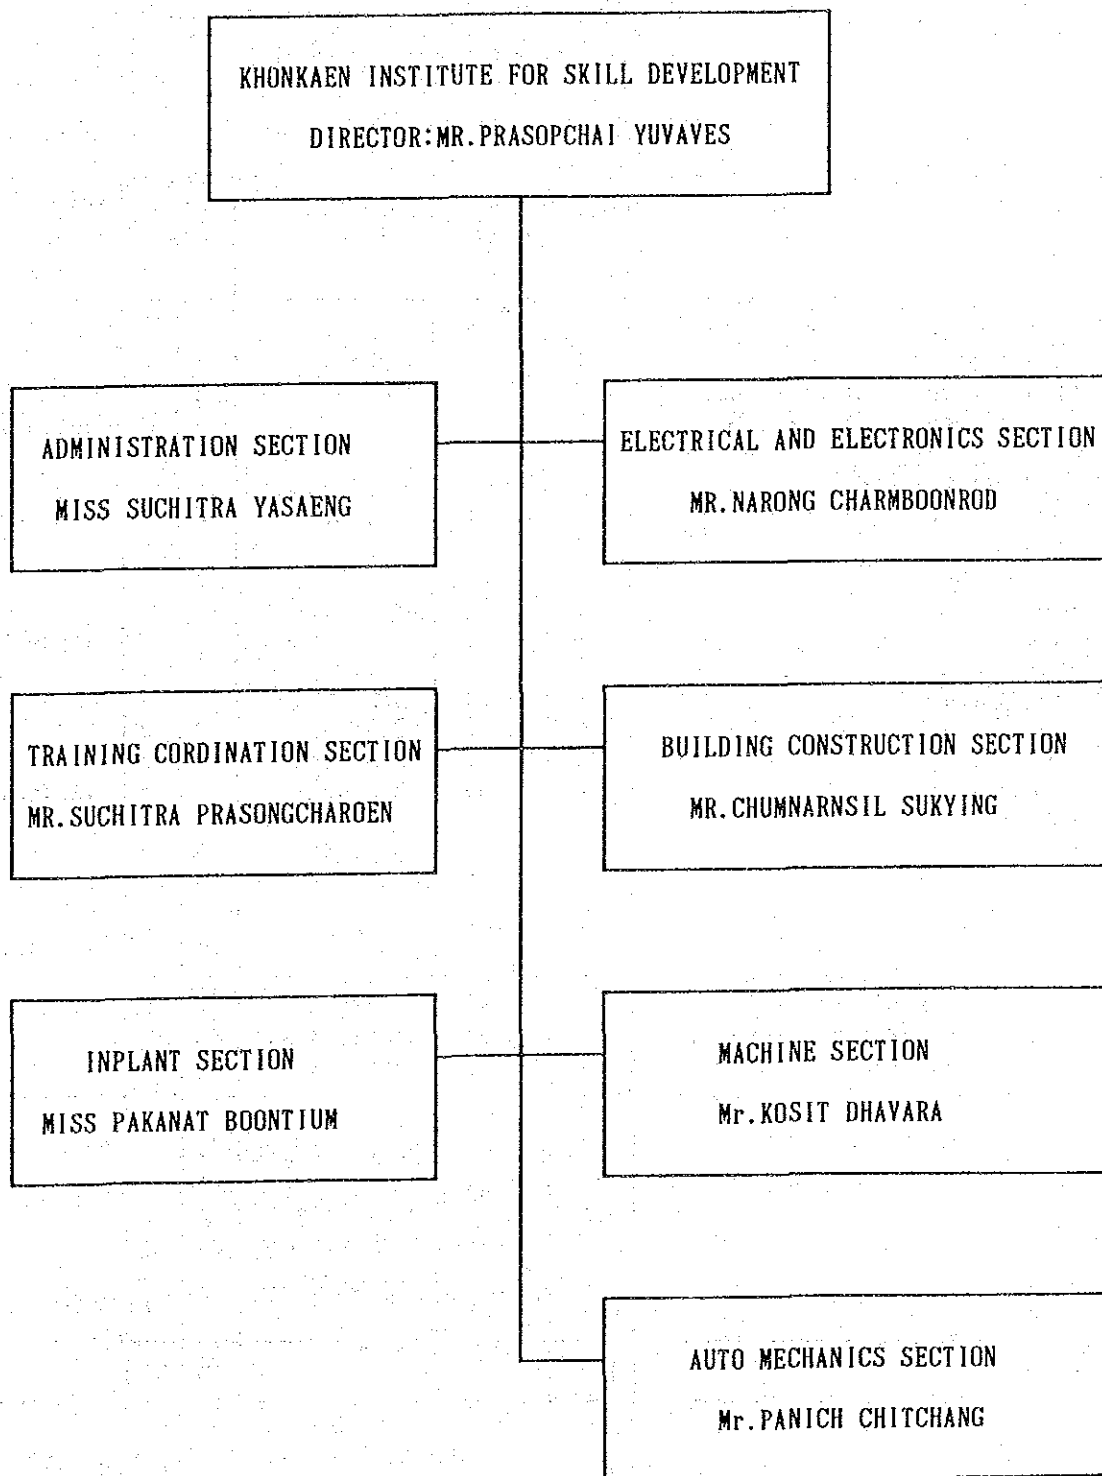 KHONKAEN INSTITUTE FOR SKILL DEVELOPMENT
DIRECTOR:MR.PRASOPCHAI YUVAVES
ADMINISTRATION SECTION
MISS SUCHITRA YASAENG
ELECTRICAL AND ELECTRONICS SECTION
MR.NARONG CHARMBOONROD
TRAINING CORDINATION SECTION
MR.SUCHITRA PRASONGCHAROEN
BUILDING CONSTRUCTION SECTION
MR.CHUMNARNSIL SUKYING
INPLANT SECTION
MISS PAKANAT BOONTIUM
MACHINE SECTION
Mr.KOSIT DHAVARA
AUTO MECHANICS SECTION
Mr.PANICH CHITCHANG